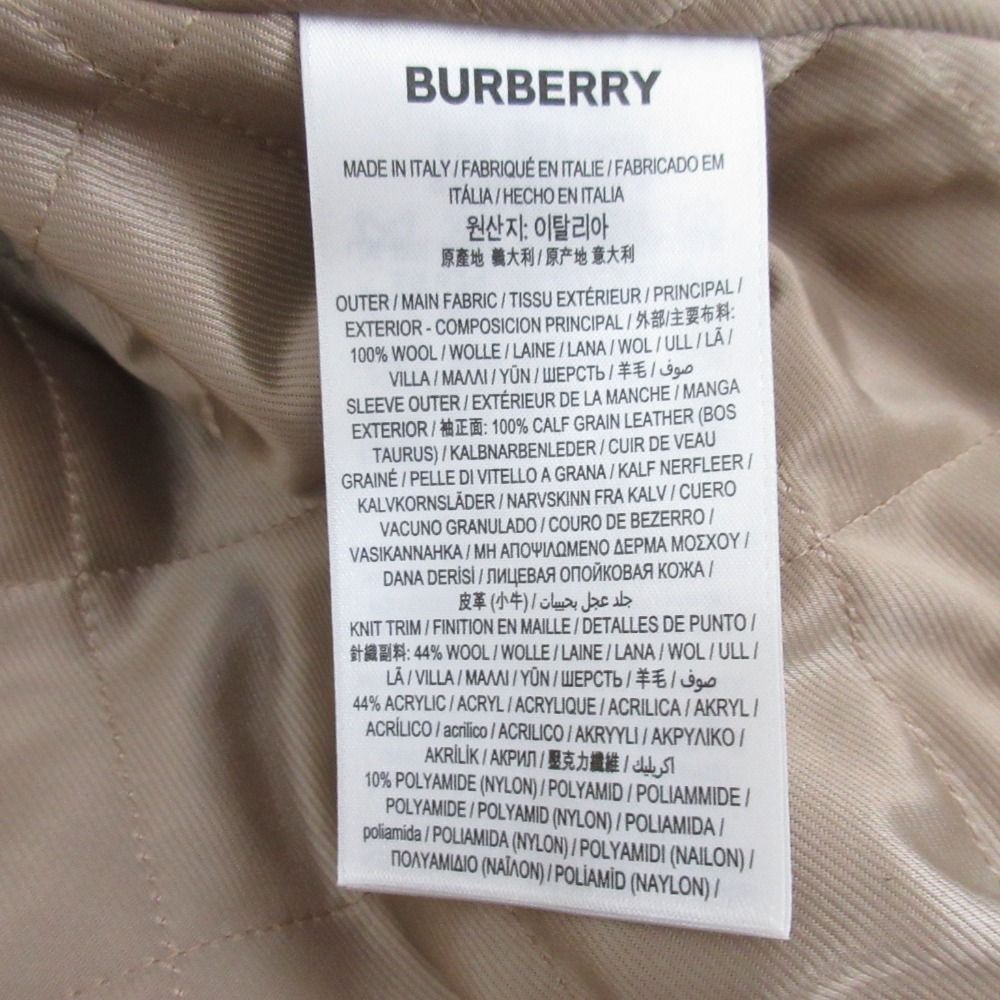 BURBERRY
MADE IN ITALY / FABRIQUÉ EN ITALIE / FABRICADO EM
ITÁLIA / HECHO EN ITALIA
원산지: 이탈리아
原產地 義大利 / 原产地 意大利
OUTER / MAIN FABRIC / TISSU EXTÉRIEUR / PRINCIPAL /
EXTERIOR - COMPOSICION PRINCIPAL / 外部/主要布料:
100% WOOL / WOLLE / LAINE / LANA / WOL / ULL / LÃ /
VILLA / ΜΑΛΛΙ / YÜN / ШЕРСТЬ / 羊毛 / صوف
SLEEVE OUTER / EXTÉRIEUR DE LA MANCHE / MANGA
EXTERIOR / 袖正面: 100% CALF GRAIN LEATHER (BOS
TAURUS) / KALBNARBENLEDER / CUIR DE VEAU
GRAINÉ / PELLE DI VITELLO A GRANA / KALF NERFLEER /
KALVKORNSLÄDER / NARVSKINN FRA KALV / CUERO
VACUNO GRANULADO / COURO DE BEZERRO /
VASIKANNAHKA / ΜΗ ΑΠΟΨΙΛΩΜΕΝΟ ΔΕΡΜΑ ΜΟΣΧΟΥ /
DANA DERİSİ / ЛИЦЕВАЯ ОПОЙКОВАЯ КОЖА /
皮革 (小牛) / جلد عجل بحبيبات
KNIT TRIM / FINITION EN MAILLE / DETALLES DE PUNTO /
針織副料: 44% WOOL / WOLLE / LAINE / LANA / WOL / ULL /
LÃ / VILLA / ΜΑΛΛΙ / YÜN / ШЕРСТЬ / 羊毛 / صوف
44% ACRYLIC / ACRYL / ACRYLIQUE / ACRILICA / AKRYL /
ACRÍLICO / acrilico / ACRILICO / AKRYYLI / ΑΚΡΥΛΙΚΟ /
AKRİLİK / АКРИЛ / 壓克力纖維 / اكريليك
10% POLYAMIDE (NYLON) / POLYAMID / POLIAMMIDE /
POLYAMIDE / POLYAMID (NYLON) / POLIAMIDA /
poliamida / POLIAMIDA (NYLON) / POLYAMIDI (NAILON) /
ΠΟΛΥΑΜΙΔΙΟ (ΝΑΪΛΟΝ) / POLİAMİD (NAYLON) /